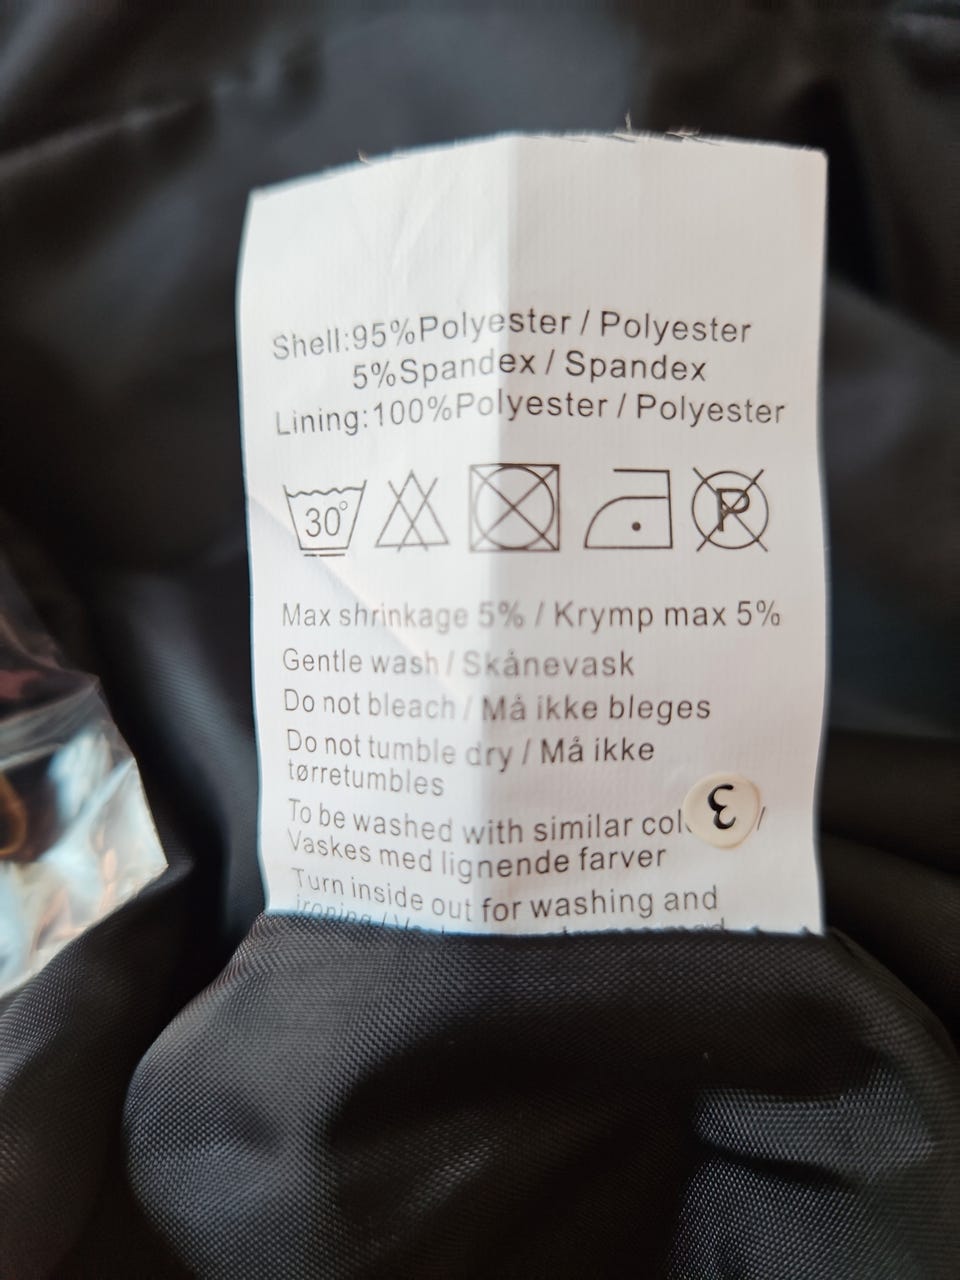 Shell:95%Polyester / Polyester
5%Spandex / Spandex
Lining:100%Polyester / Polyester
30°
P
Max shrinkage 5% / Krymp max 5%
Gentle wash / Skånevask
Do not bleach / Må ikke bleges
Do not tumble dry / Må ikke
tørretumbles
To be washed with similar /
3
Vaskes med lignende farver
Turn inside out for washing and
ironing /